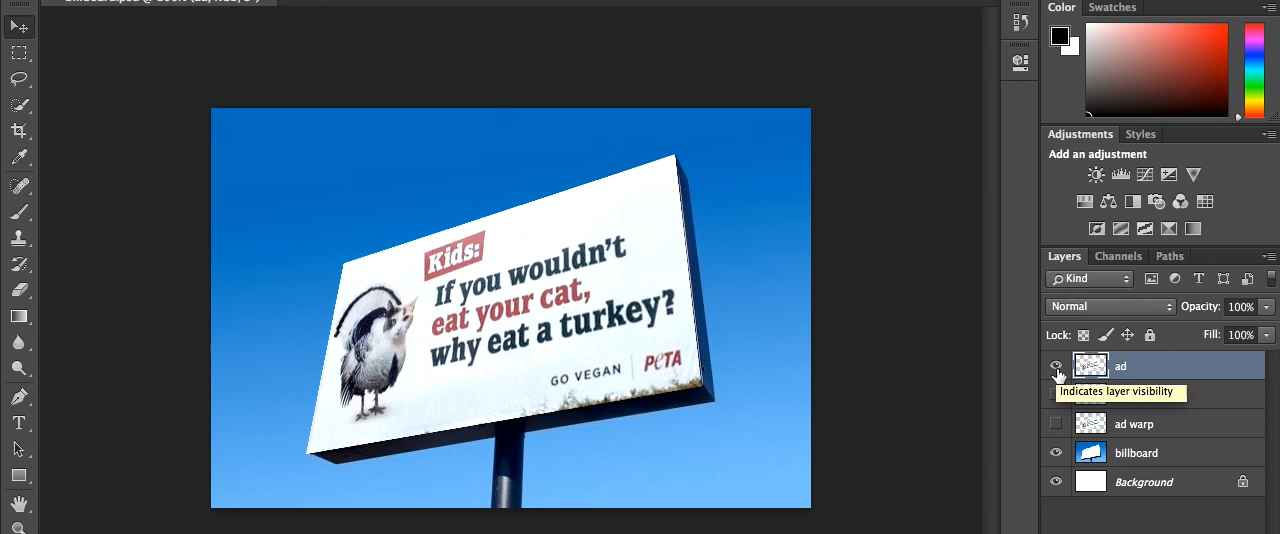 Color
Swatches
Adjustments
Styles
Add an adjustment
Layers
Channels
Paths
Kind
Normal
Opacity: 100%
Lock:
Fill: 100%
ad
Indicates layer visibility
ad warp
billboard
Background
Kids:
If you wouldn't
eat your cat,
why eat a turkey?
GO VEGAN
PeTA